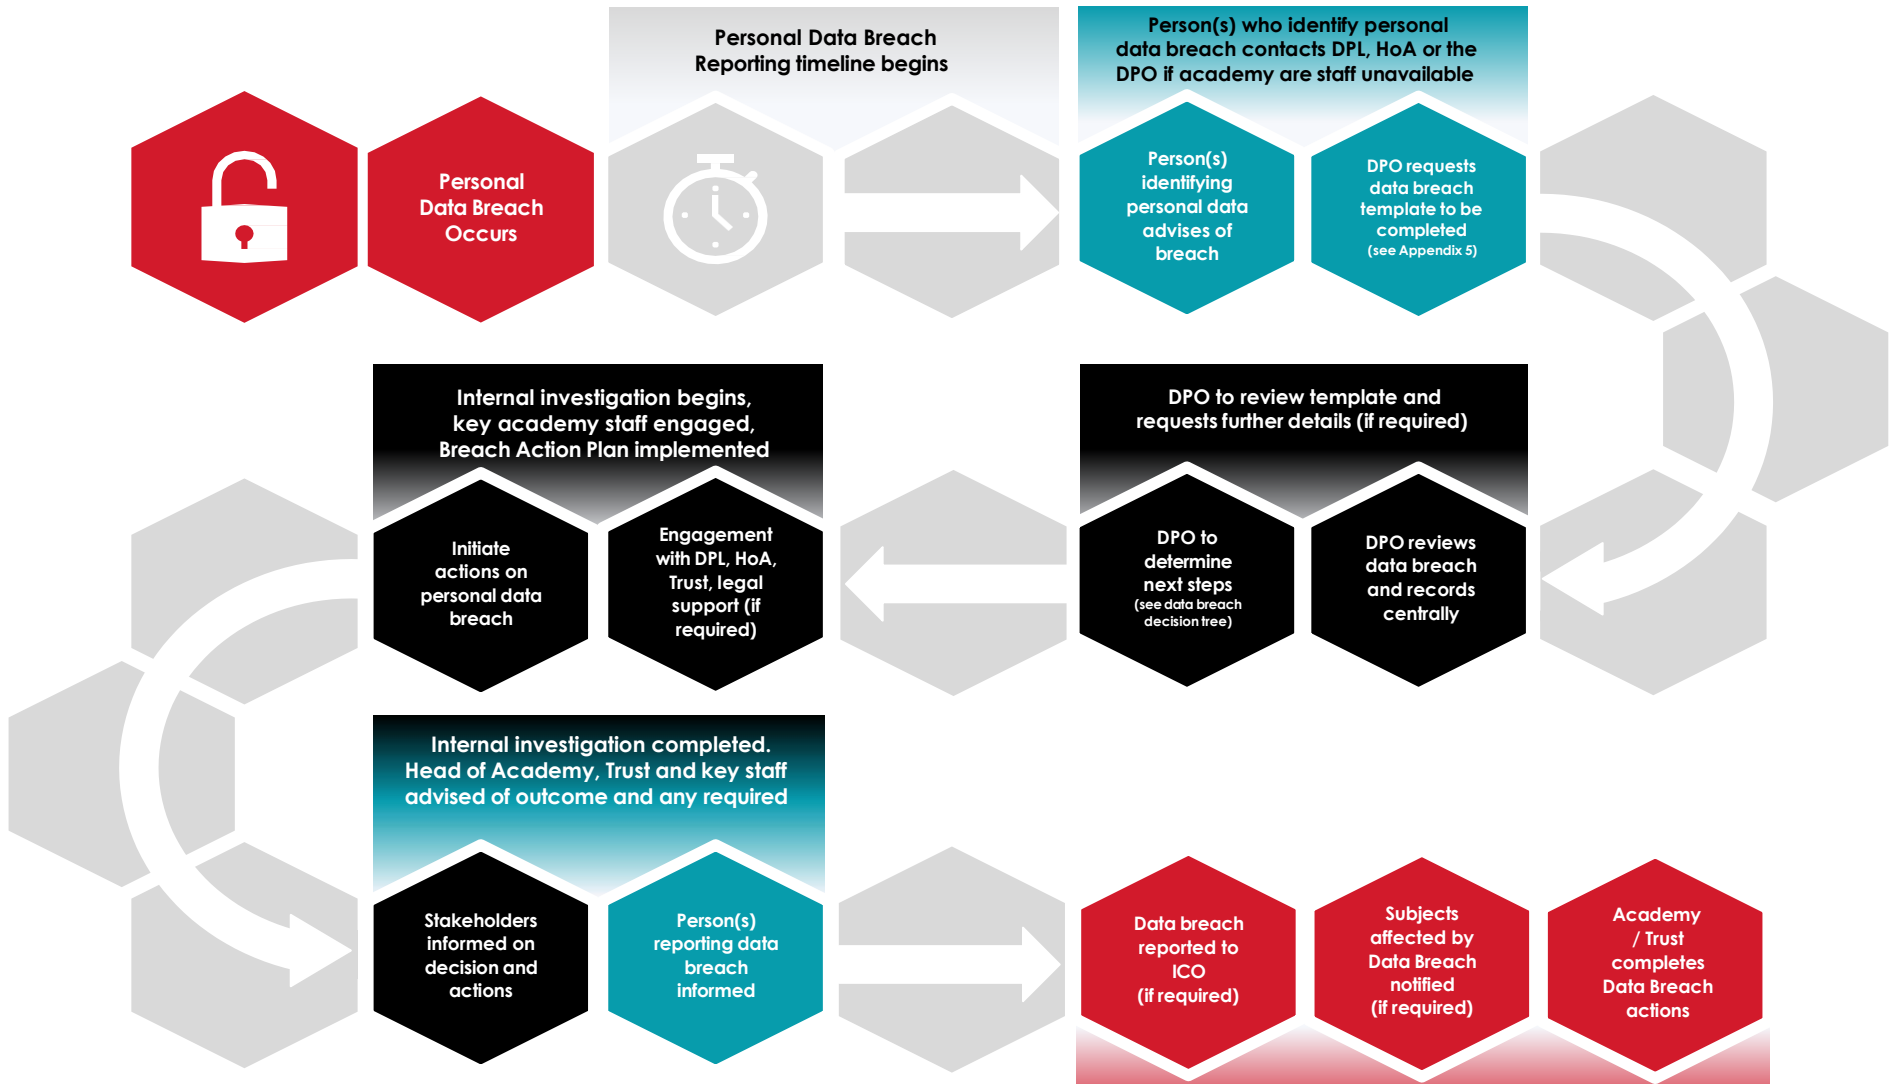 Personal Data Breach
Reporting timeline begins
Person(s) who identify personal
data breach contacts DPL, HoA or the
DPO if academy are staff unavailable
Personal
Data Breach
Occurs
Person(s)
identifying
personal data
advises of
breach
DPO requests
data breach
template to be
completed
(see Appendix 5)
DPO to review template and
requests further details (if required)
DPO reviews
data breach
and records
centrally
DPO to
determine
next steps
(see data breach
decision tree)
Internal investigation begins,
key academy staff engaged,
Breach Action Plan implemented
Engagement
with DPL, HoA,
Trust, legal
support (if
required)
Initiate
actions on
personal data
breach
Internal investigation completed.
Head of Academy, Trust and key staff
advised of outcome and any required
Stakeholders
informed on
decision and
actions
Person(s)
reporting data
breach
informed
Data breach
reported to
ICO
(if required)
Subjects
affected by
Data Breach
notified
(if required)
Academy
/ Trust
completes
Data Breach
actions